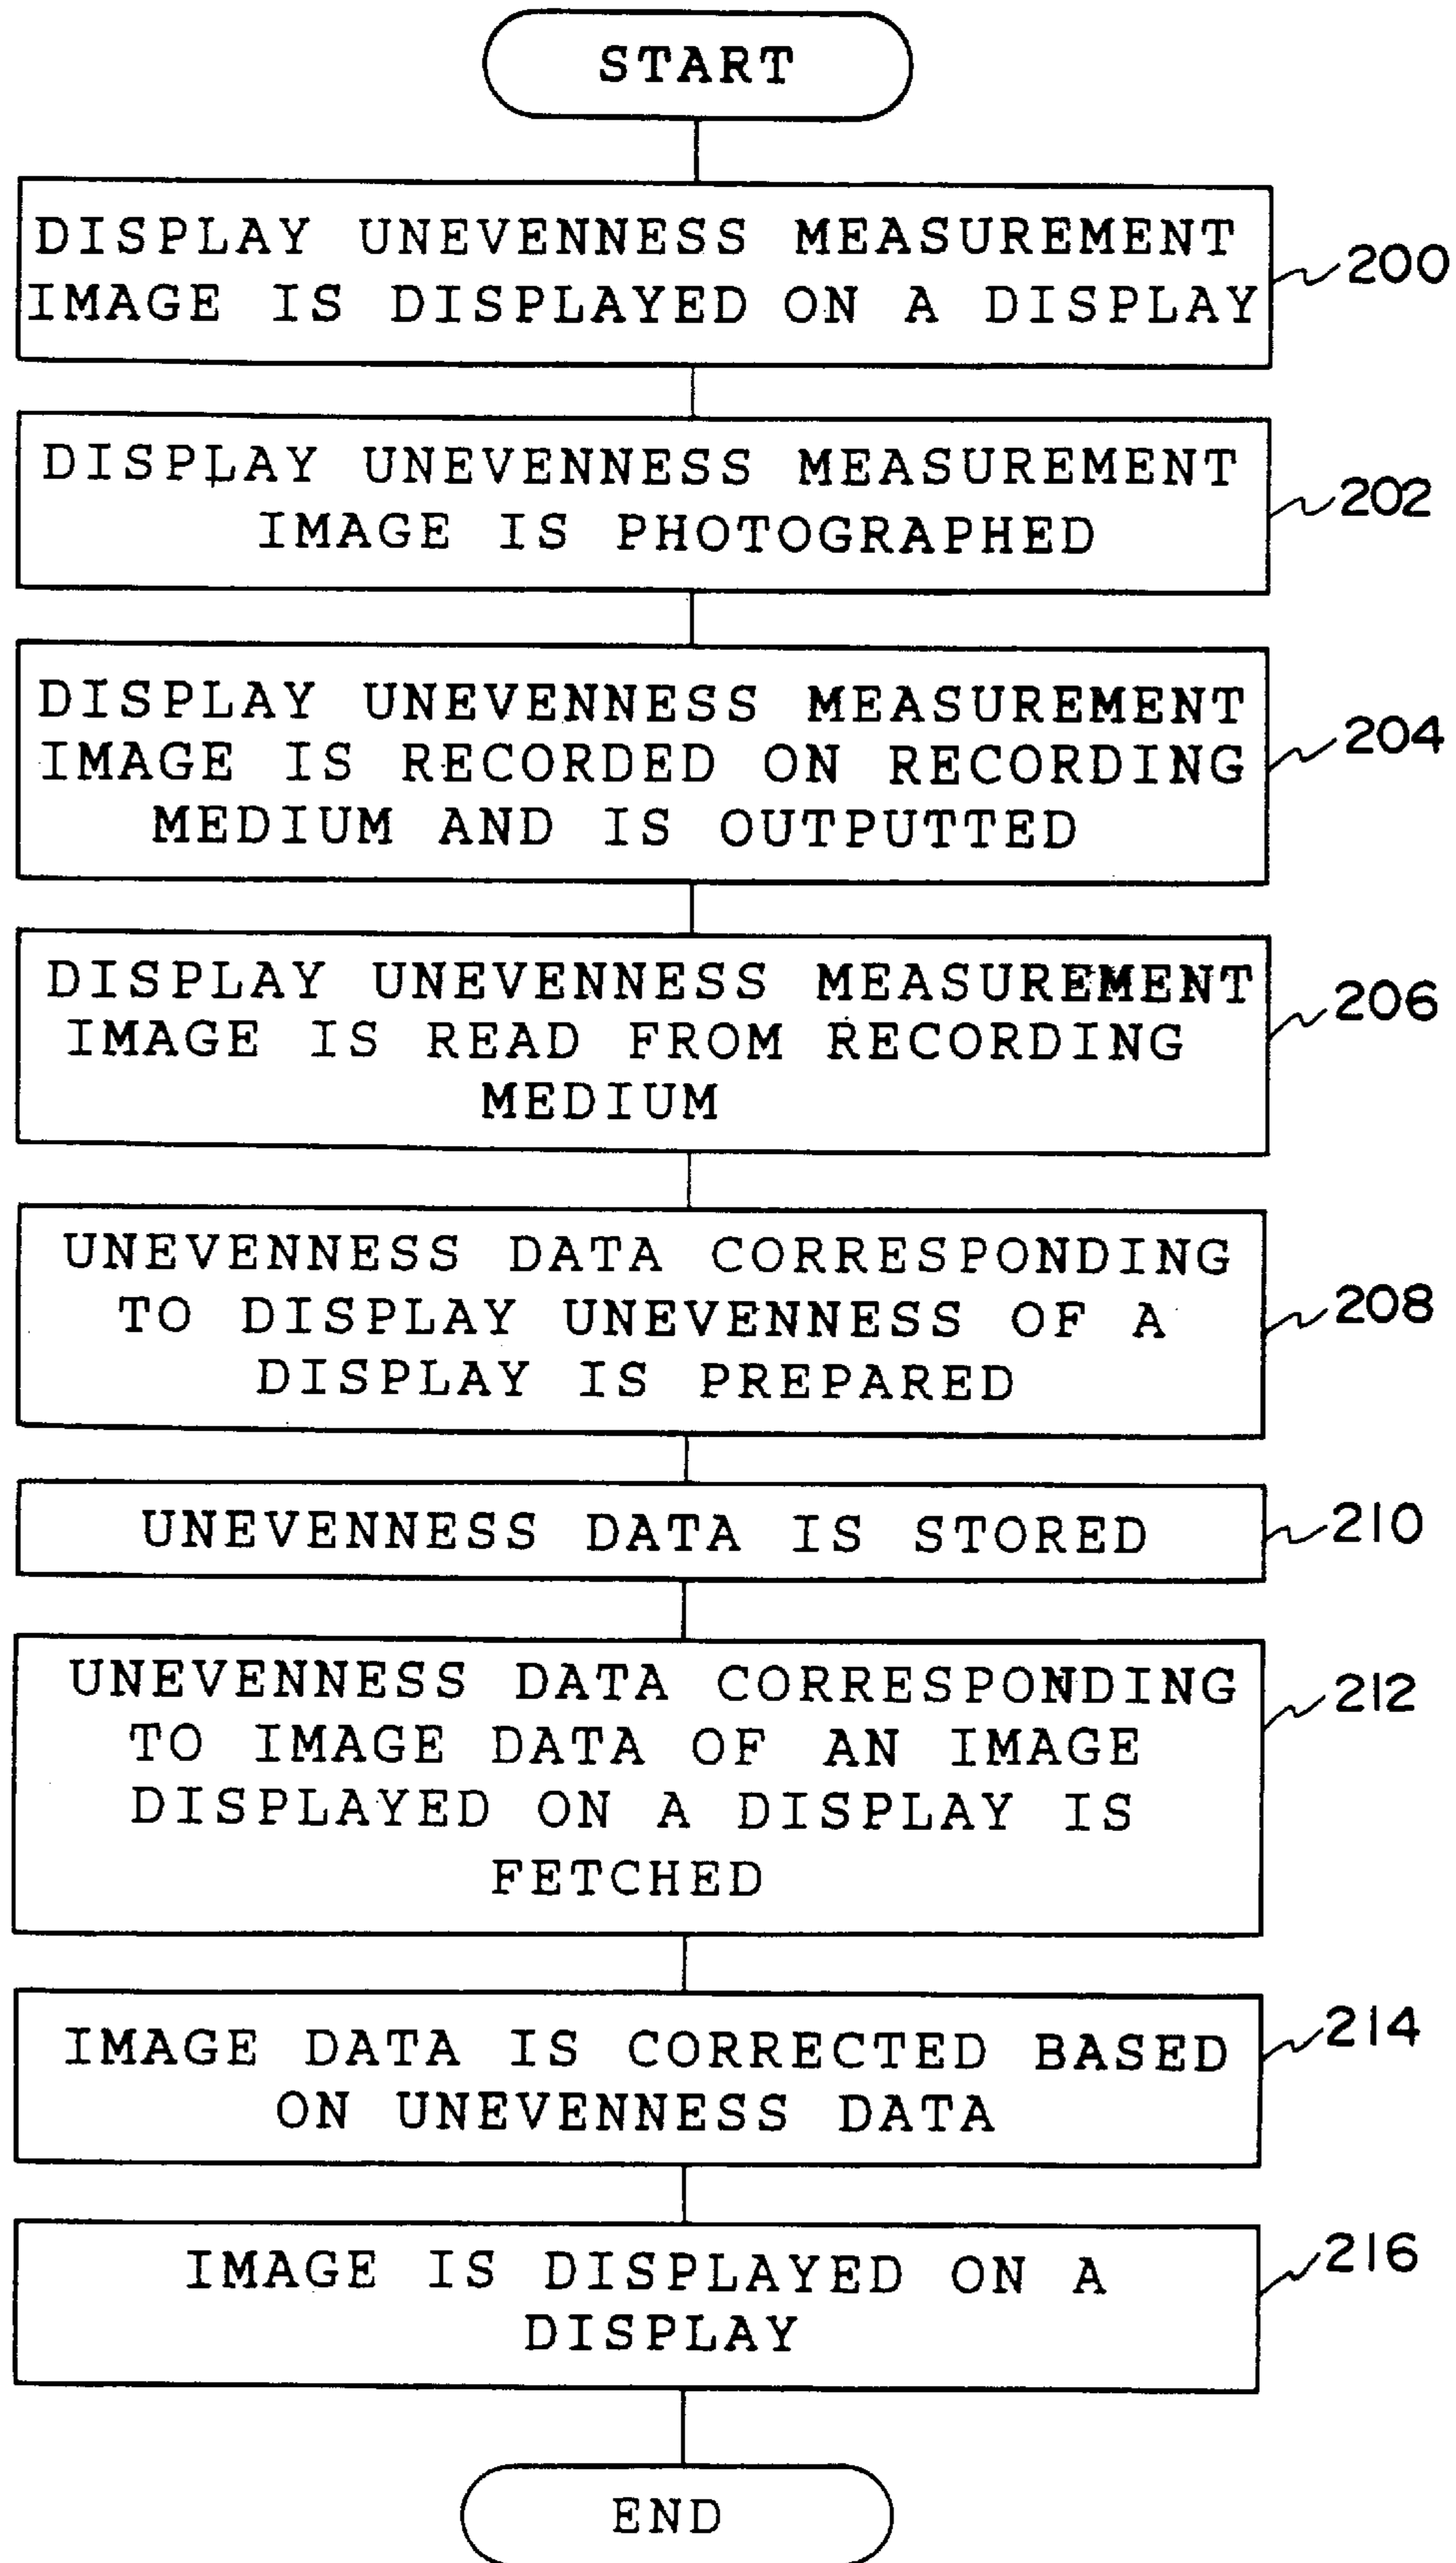 START
DISPLAY UNEVENNESS MEASUREMENT
IMAGE IS DISPLAYED ON A DISPLAY
200
DISPLAY UNEVENNESS MEASUREMENT
IMAGE IS PHOTOGRAPHED
202
DISPLAY UNEVENNESS MEASUREMENT
IMAGE IS RECORDED ON RECORDING
MEDIUM AND IS OUTPUTTED
204
DISPLAY UNEVENNESS MEASUREMENT
IMAGE IS READ FROM RECORDING
MEDIUM
206
UNEVENNESS DATA CORRESPONDING
TO DISPLAY UNEVENNESS OF A
DISPLAY IS PREPARED
208
UNEVENNESS DATA IS STORED
210
UNEVENNESS DATA CORRESPONDING
TO IMAGE DATA OF AN IMAGE
DISPLAYED ON A DISPLAY IS
FETCHED
212
IMAGE DATA IS CORRECTED BASED
ON UNEVENNESS DATA
214
IMAGE IS DISPLAYED ON A
DISPLAY
216
END